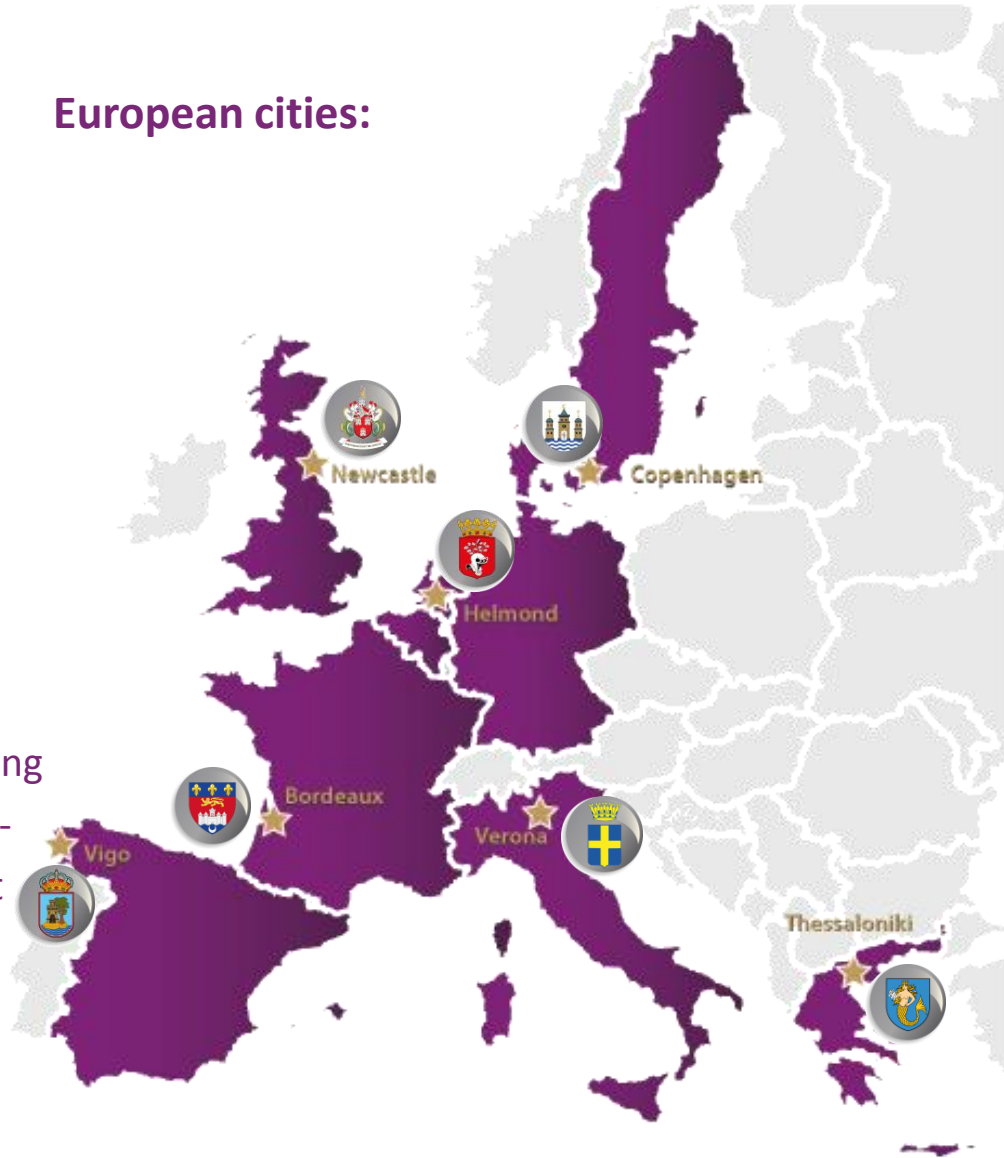 European cities:
Newcastle
Copenhagen
Helmond
ng
Bordeaux
-
Verona
Vigo
Thessaloniki